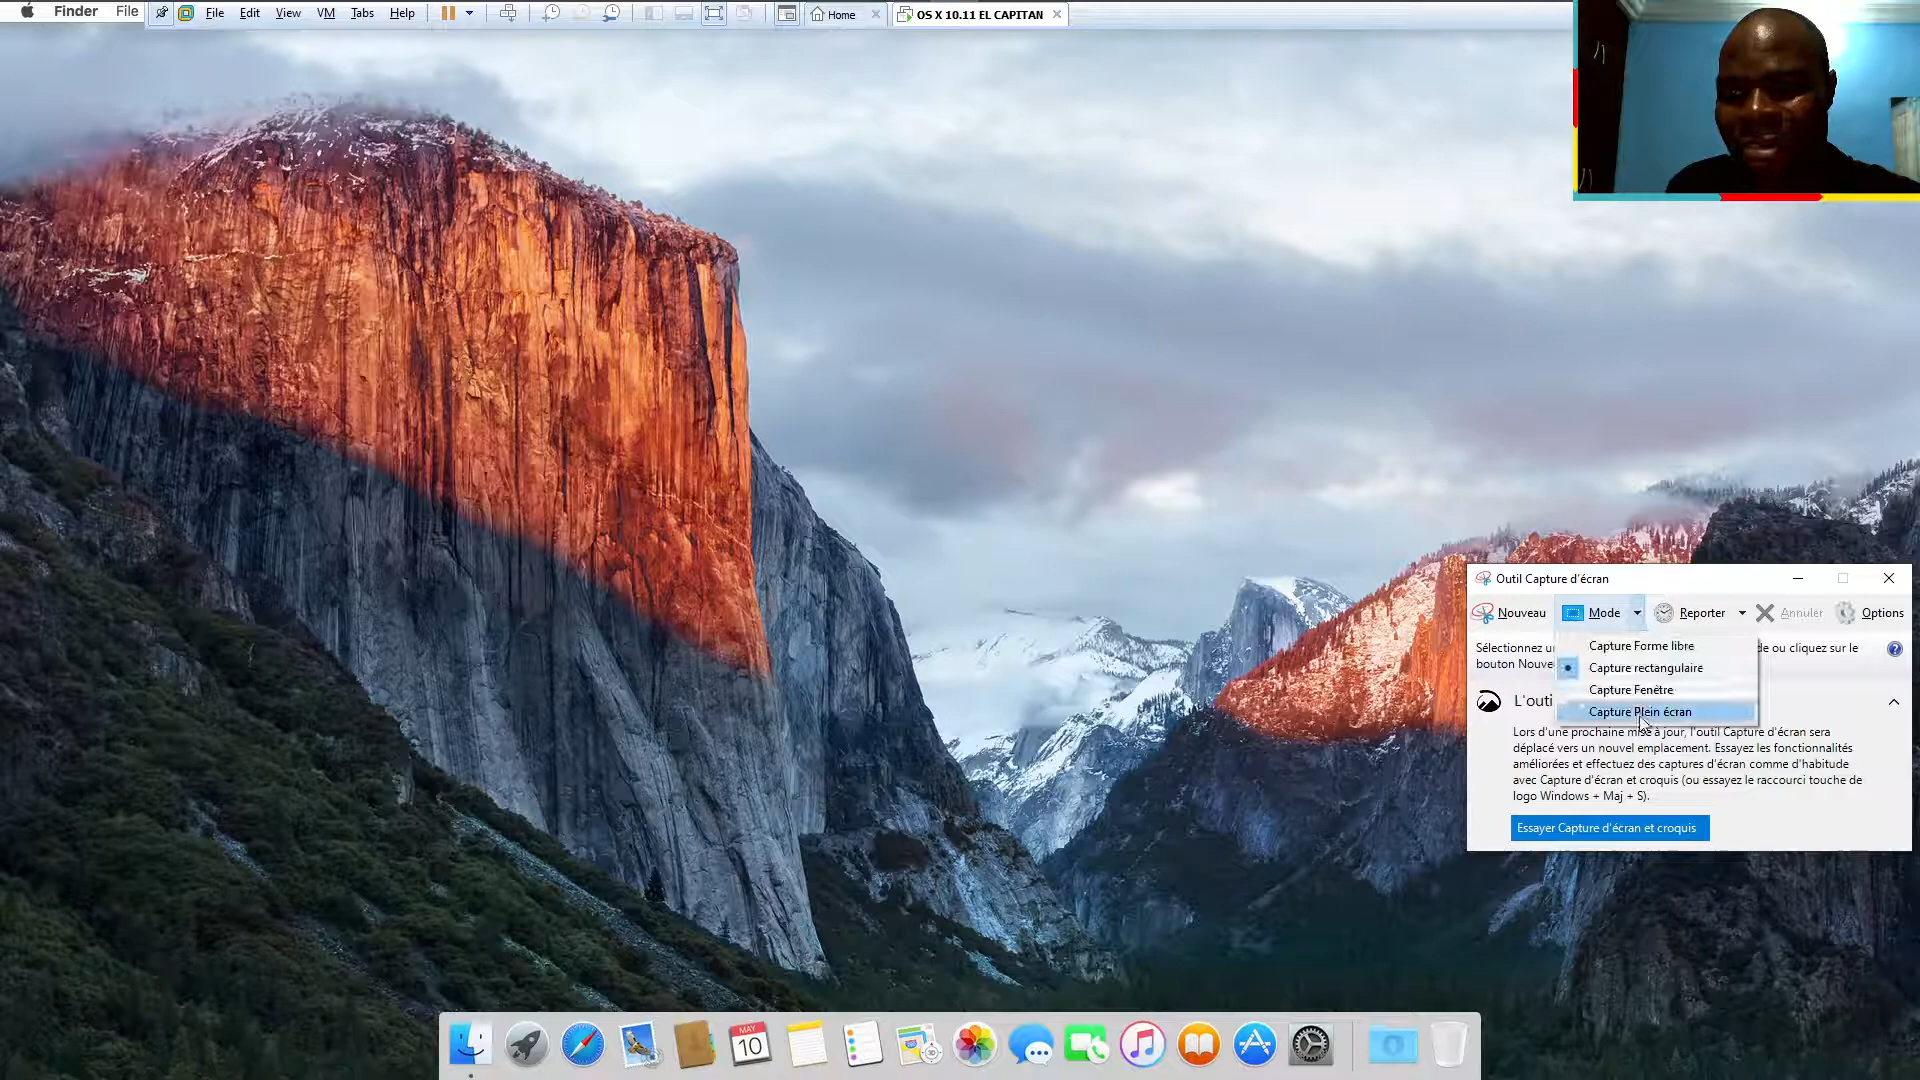 Finder File
File Edit View VM Tabs Help
Home
OS X 10.11 EL CAPITAN
Outil Capture d'écran
Nouveau Mode Reporter Annuler Options
Capture Forme libre
Capture rectangulaire
Capture Fenêtre
Capture Plein écran
Sélectionnez u
de ou cliquez sur le
bouton Nouve
L'outi
Lors d'une prochaine mise à jour, l'outil Capture d'écran sera
déplacé vers un nouvel emplacement. Essayez les fonctionnalités
améliorées et effectuez des captures d'écran comme d'habitude
avec Capture d'écran et croquis (ou essayez le raccourci touche de
logo Windows + Maj + S).
Essayer Capture d'écran et croquis
MAY
10
3D